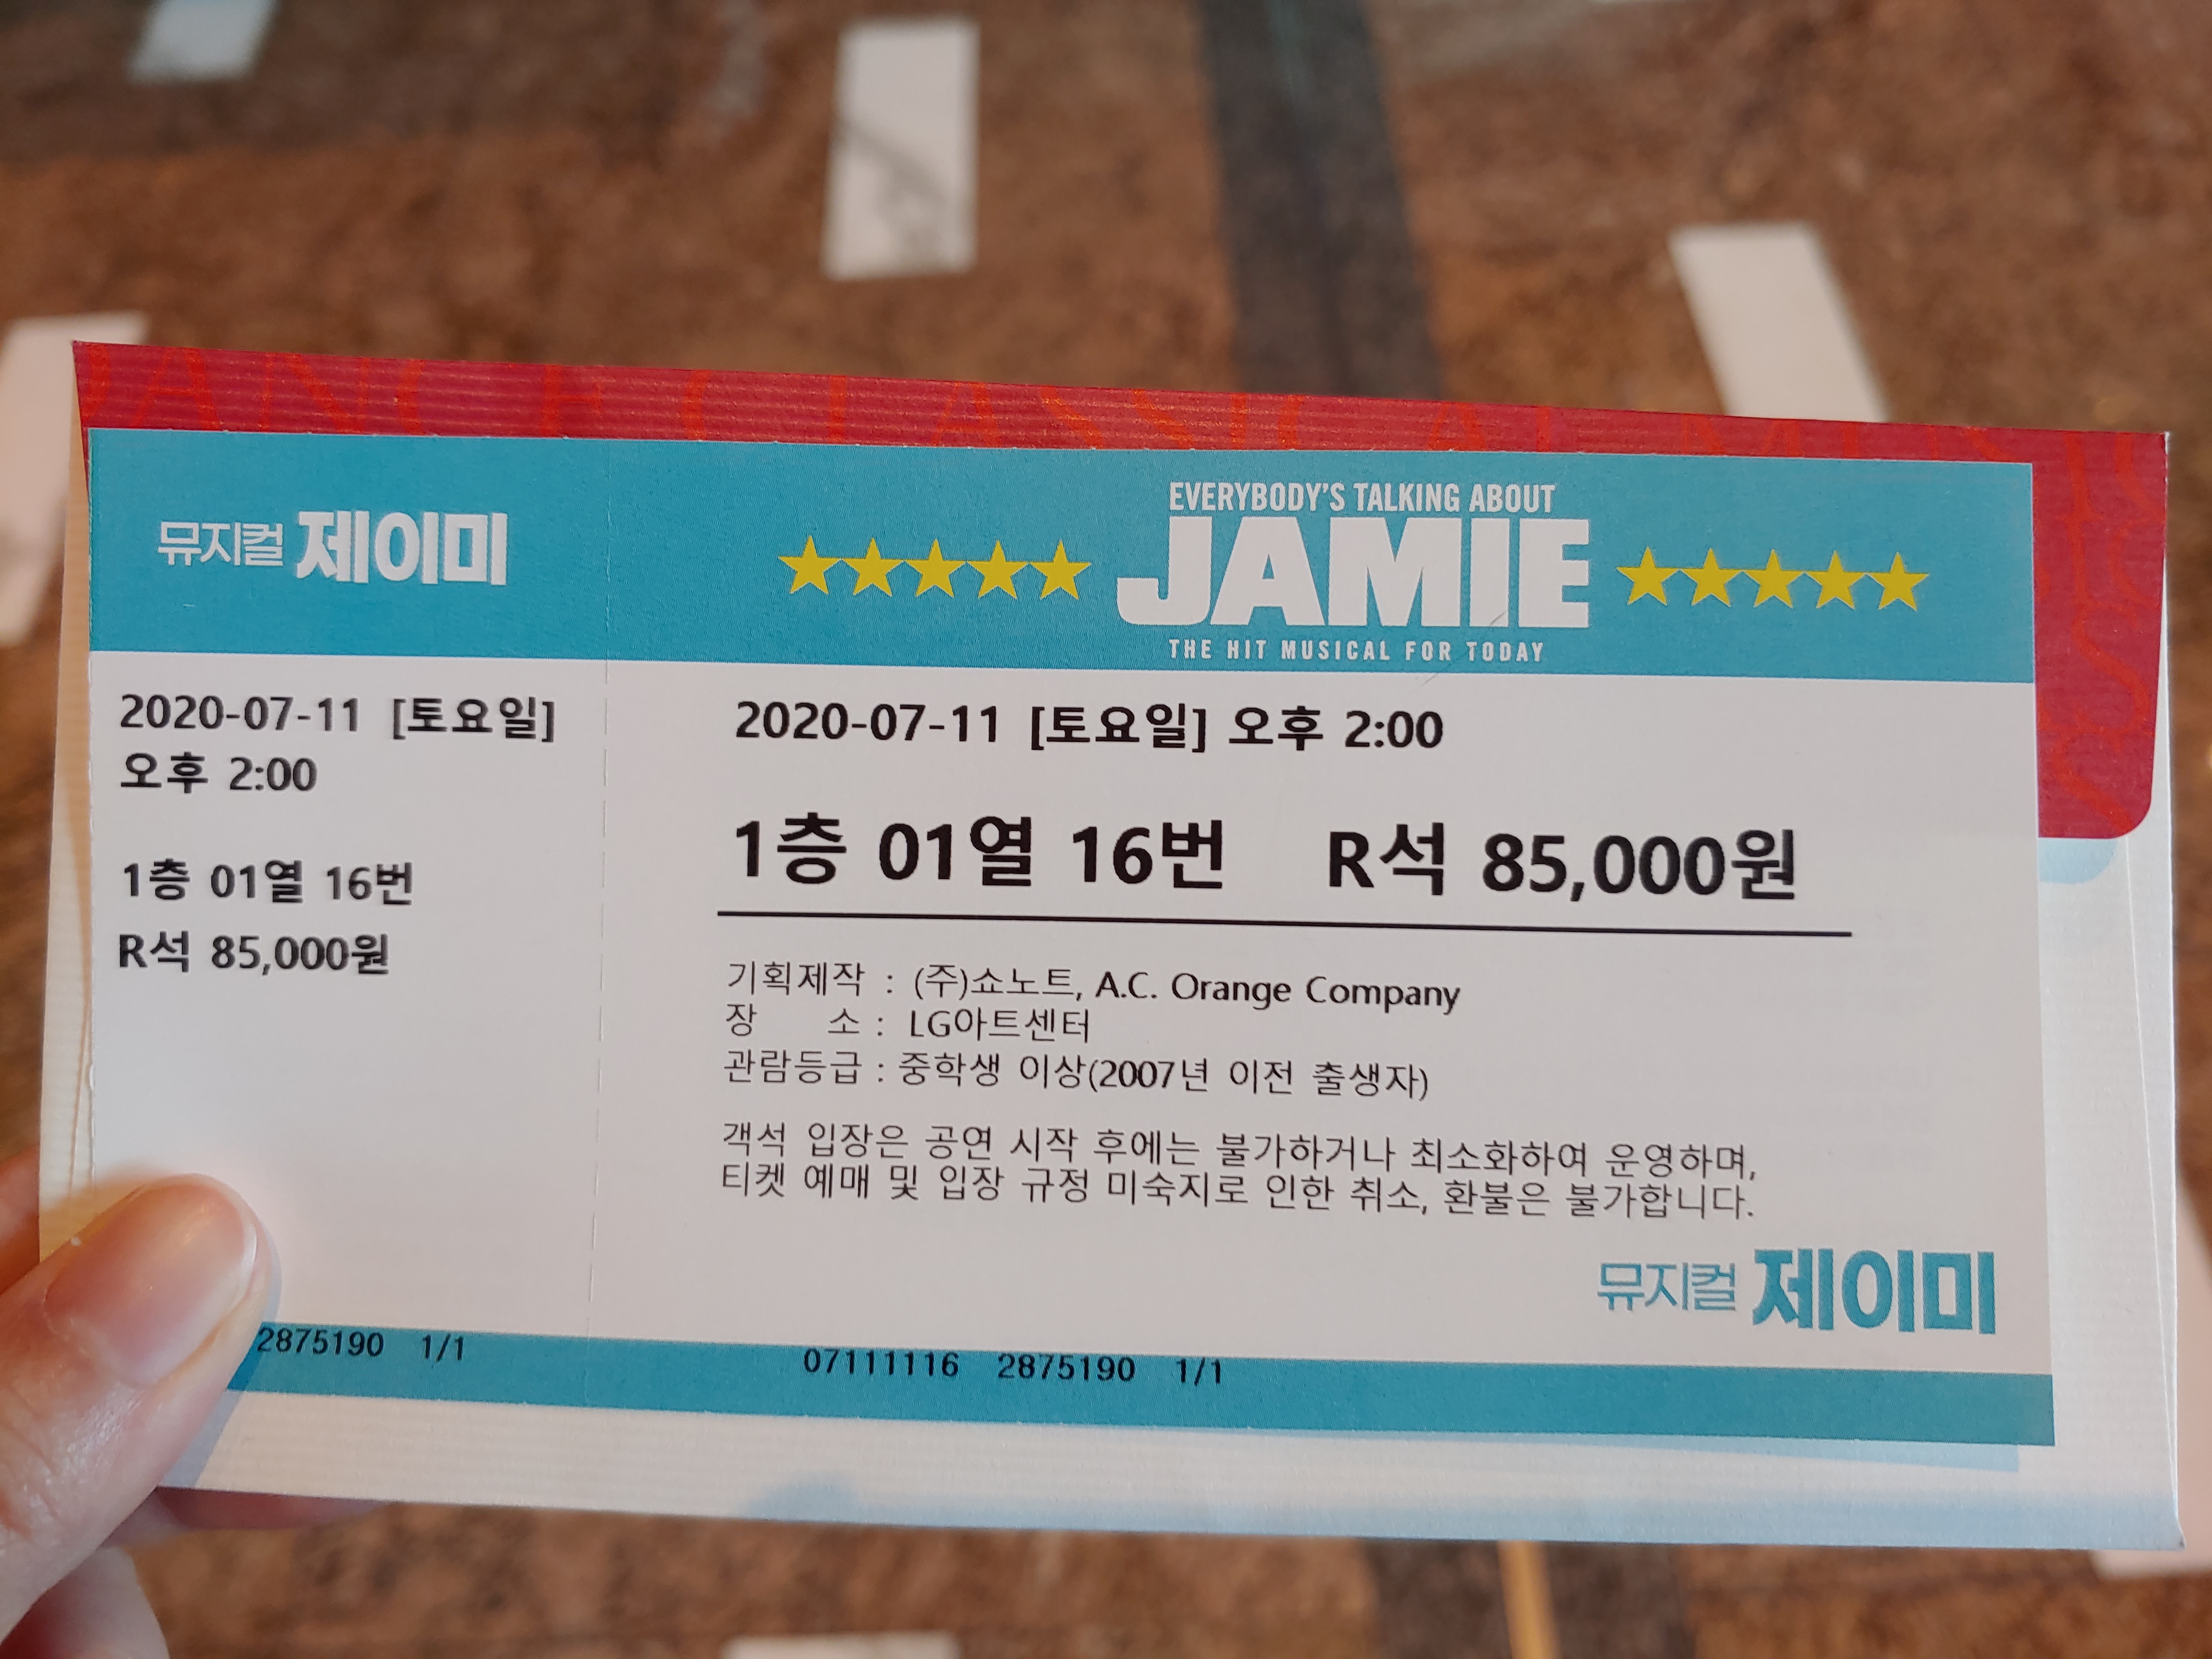 DANCE CLASSICAL MUSIC
뮤지컬 제이미
2020-07-11 [토요일]
오후 2:00
1층 01열 16번
R석 85,000원
2875190 1/1
EVERYBODY'S TALKING ABOUT
JAMIE
THE HIT MUSICAL FOR TODAY
2020-07-11 [토요일] 오후 2:00
1층 01열 16번 R석 85,000원
기획제작 : (주)쇼노트, A.C. Orange Company
장 소 : LG아트센터
관람등급 : 중학생 이상(2007년 이전 출생자)
객석 입장은 공연 시작 후에는 불가하거나 최소화하여 운영하며,
티켓 예매 및 입장 규정 미숙지로 인한 취소, 환불은 불가합니다.
뮤지컬 제이미
07111116 2875190 1/1